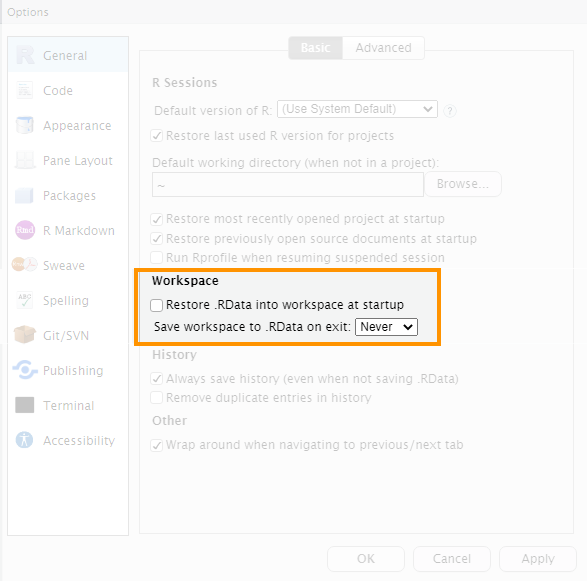 Options
General
Code
Appearance
Pane Layout
Packages
Rmd R Markdown
Sweave
ABC Spelling
Git/SVN
Publishing
Terminal
Accessibility
Basic Advanced
R Sessions
Default version of R: (Use System Default) ?
Restore last used R version for projects
Default working directory (when not in a project):
~ Browse...
Restore most recently opened project at startup
Restore previously open source documents at startup
Run Rprofile when resuming suspended session
Workspace
Restore .RData into workspace at startup
Save workspace to .RData on exit: Never
History
Always save history (even when not saving .RData)
Remove duplicate entries in history
Other
Wrap around when navigating to previous/next tab
OK Cancel Apply